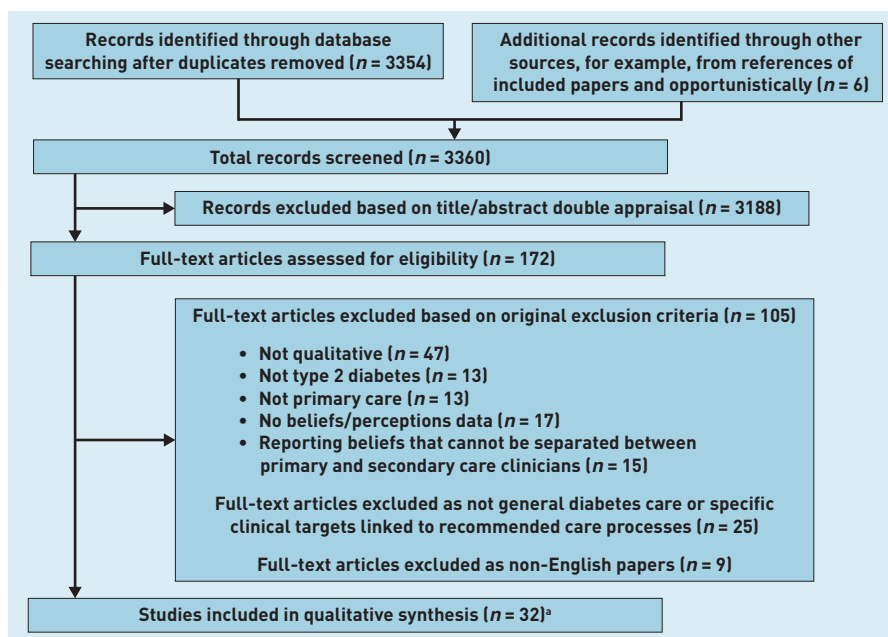 Records identified through database
searching after duplicates removed (n = 3354)
Additional records identified through other
sources, for example, from references of
included papers and opportunistically (n = 6)
Total records screened (n = 3360)
Records excluded based on title/abstract double appraisal (n = 3188)
Full-text articles assessed for eligibility (n = 172)
Full-text articles excluded based on original exclusion criteria (n = 105)
• Not qualitative (n = 47)
• Not type 2 diabetes (n = 13)
• Not primary care (n = 13)
• No beliefs/perceptions data (n = 17)
• Reporting beliefs that cannot be separated between
primary and secondary care clinicians (n = 15)
Full-text articles excluded as not general diabetes care or specific
clinical targets linked to recommended care processes (n = 25)
Full-text articles excluded as non-English papers (n = 9)
Studies included in qualitative synthesis (n = 32)ª